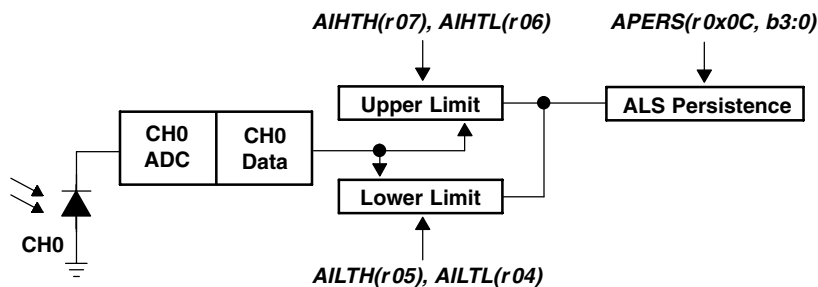 AIHTH(r07), AIHTL(r06)
APERS(r0x0C, b3:0)
Upper Limit
ALS Persistence
CH0
ADC
CH0
Data
Lower Limit
CH0
AILTH(r05), AILTL(r04)